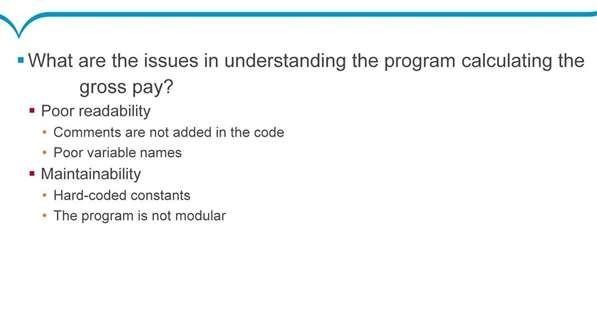 What are the issues in understanding the program calculating the
gross pay?
Poor readability
Comments are not added in the code
Poor variable names
Maintainability
Hard-coded constants
The program is not modular